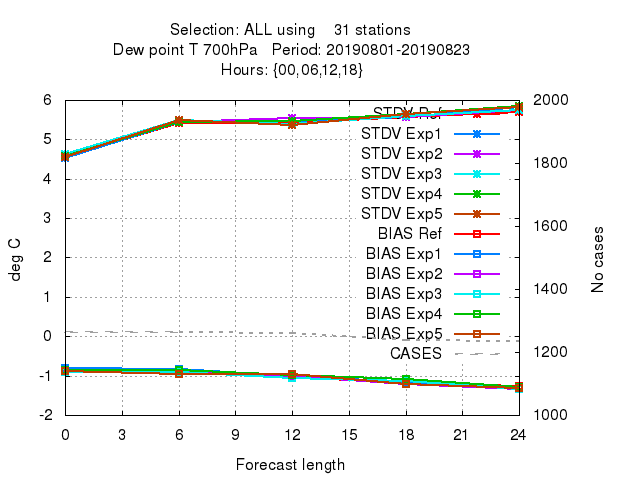 Selection: ALL using    31 stations
Dew point T 700hPa   Period: 20190801-20190823
Hours: {00,06,12,18}
6
5
4
3
2
1
0
-1
-2
deg C
2000
1800
1600
1400
1200
1000
No cases
STDV Ref
STDV Exp1
STDV Exp2
STDV Exp3
STDV Exp4
STDV Exp5
BIAS Ref
BIAS Exp1
BIAS Exp2
BIAS Exp3
BIAS Exp4
BIAS Exp5
CASES
0 3 6 9 12 15 18 21 24
Forecast length